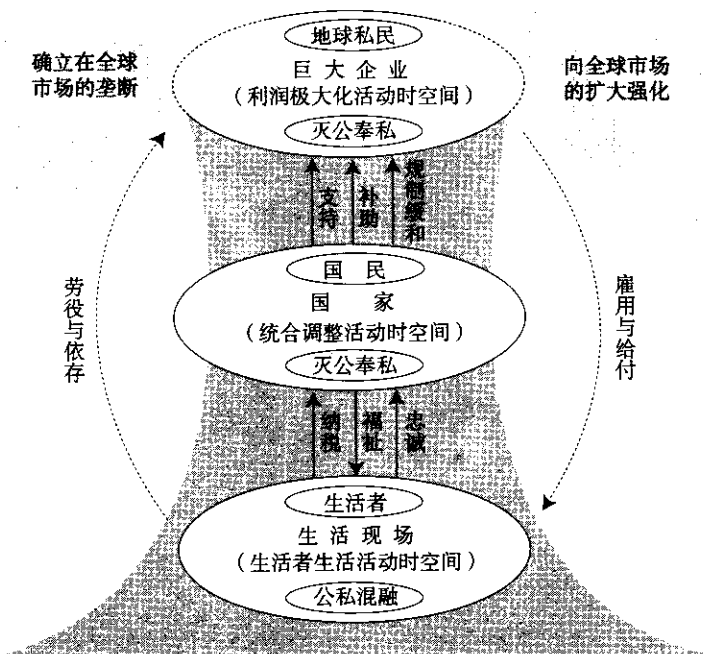 地球私民
确立在全球
市场的垄断
巨大企业
(利润极大化活动时空间)
向全球市场
的扩大强化
灭公奉私
支持
补助
规制缓和
国民
国家
(统合调整活动时空间)
灭公奉私
劳役与依存
雇用与给付
纳税
福祉
忠诚
生活者
生活现场
(生活者生活活动时空间)
公私混融